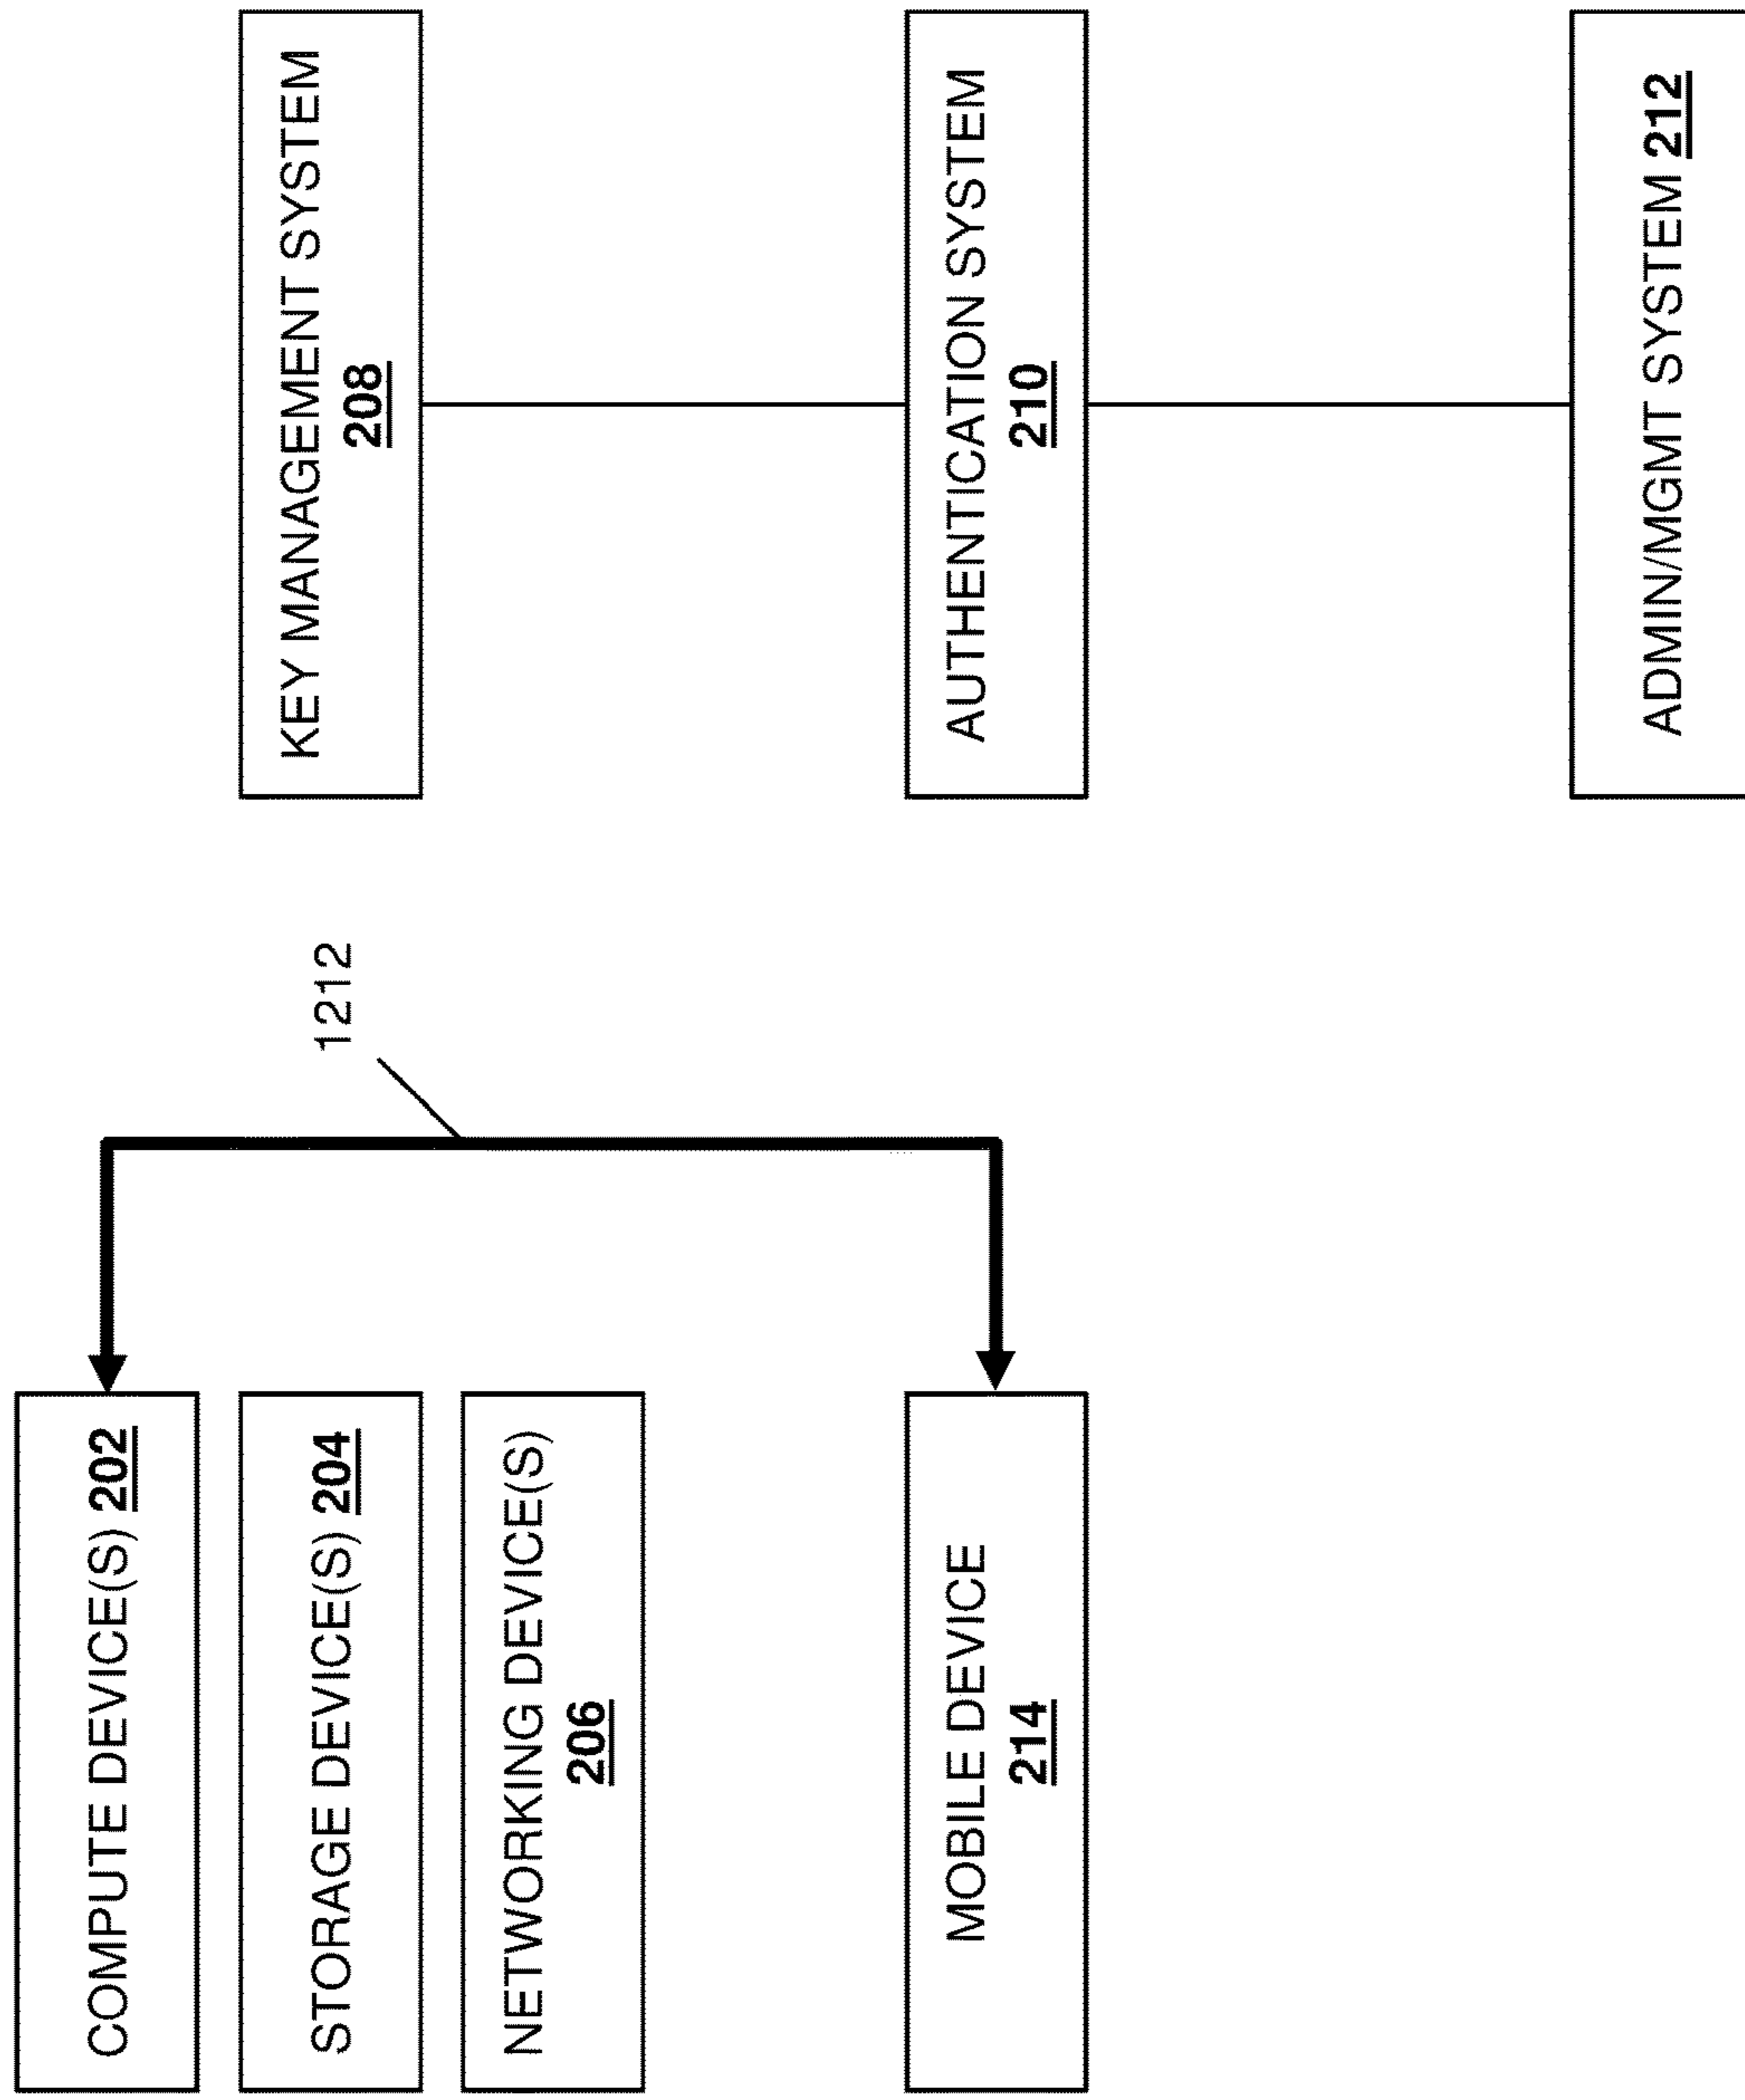 COMPUTE DEVICE(S) 202
STORAGE DEVICE(S) 204
NETWORKING DEVICE(S)
206
MOBILE DEVICE
214
1212
KEY MANAGEMENT SYSTEM
208
AUTHENTICATION SYSTEM
210
ADMIN/MGMT SYSTEM 212